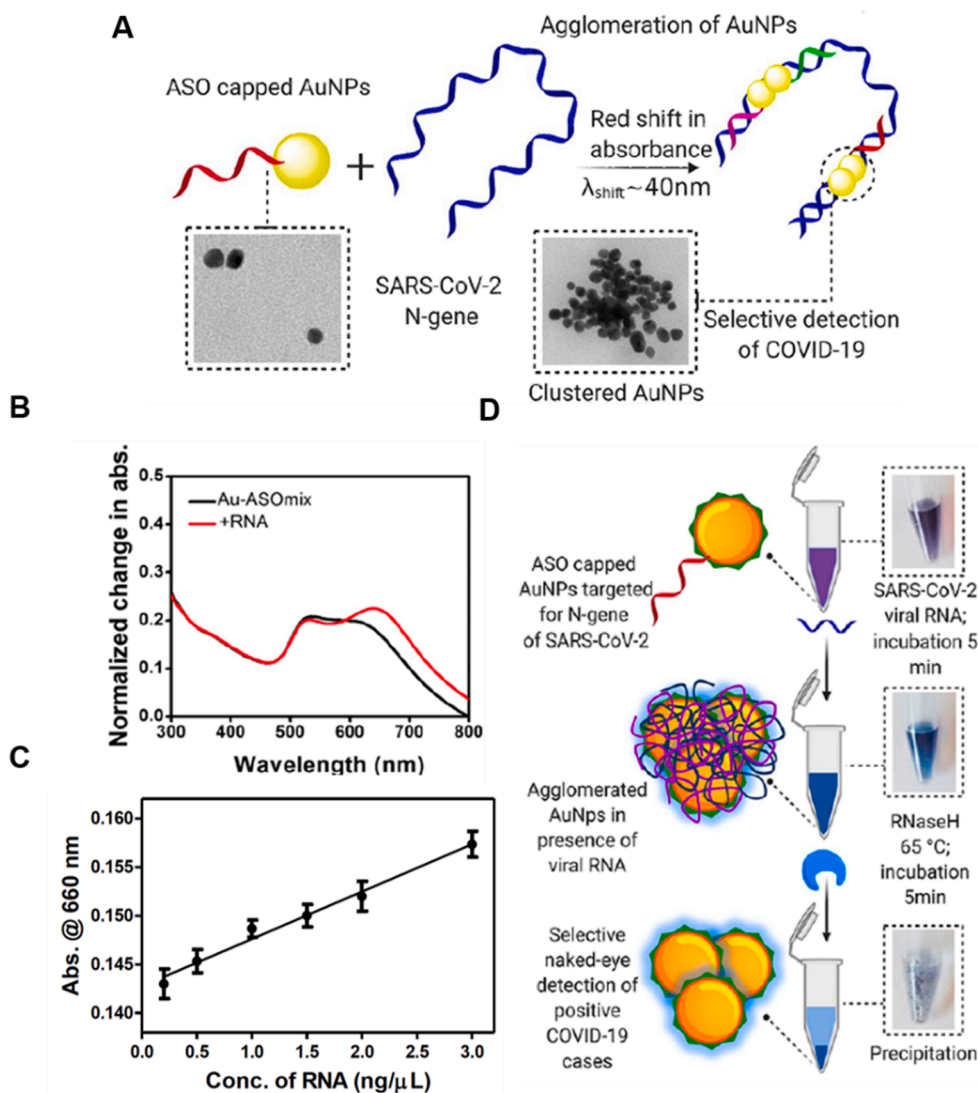 A
Agglomeration of AuNPs
ASO capped AuNPs
Red shift in
absorbance
λshift~40nm
SARS-CoV-2
N-gene
Selective detection
of COVID-19
Clustered AuNPs
B
Normalized change in abs.
0.5
0.4
0.3
0.2
0.1
0.0
Au-ASOmix
+RNA
300
400
500
600
700
800
Wavelength (nm)
C
Abs. @ 660 nm
0.160
0.155
0.150
0.145
0.140
0.0
0.5
1.0
1.5
2.0
2.5
3.0
Conc. of RNA (ng/μL)
D
ASO capped
AuNPs targeted
for N-gene
of SARS-CoV-2
SARS-CoV-2
viral RNA;
incubation 5
min
Agglomerated
AuNps in
presence of
viral RNA
RNaseH
65 °C;
incubation
5min
Selective
naked-eye
detection of
positive
COVID-19
cases
Precipitation